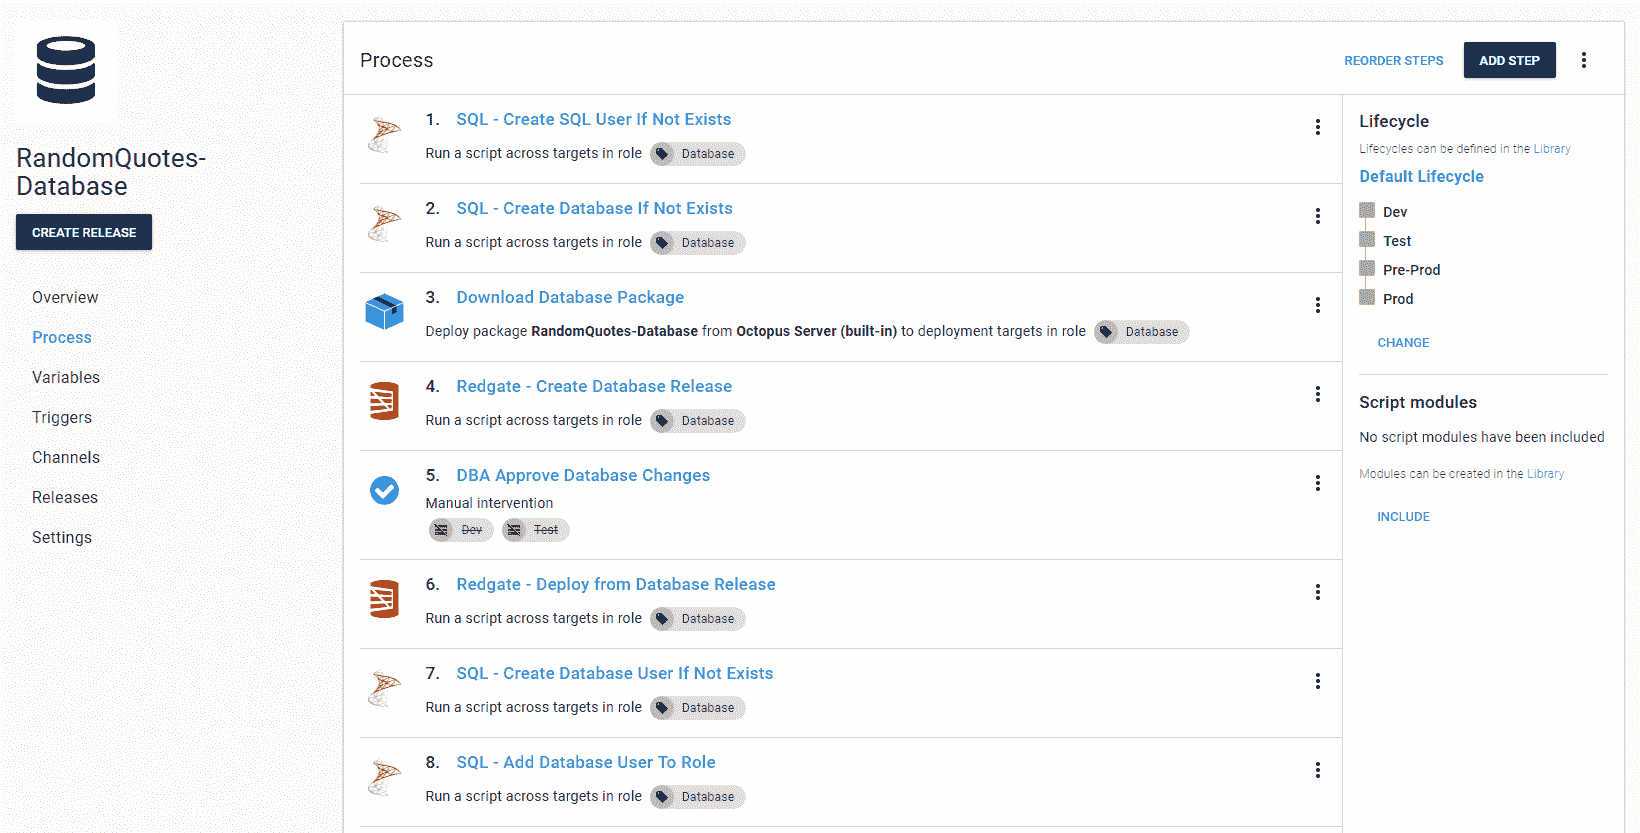 RandomQuotes-
Database
CREATE RELEASE
Overview
Process
Variables
Triggers
Channels
Releases
Settings
Process
REORDER STEPS
ADD STEP
1. SQL - Create SQL User If Not Exists
Run a script across targets in role Database
2. SQL - Create Database If Not Exists
Run a script across targets in role Database
3. Download Database Package
Deploy package RandomQuotes-Database from Octopus Server (built-in) to deployment targets in role Database
4. Redgate - Create Database Release
Run a script across targets in role Database
5. DBA Approve Database Changes
Manual intervention
Dev Test
6. Redgate - Deploy from Database Release
Run a script across targets in role Database
7. SQL - Create Database User If Not Exists
Run a script across targets in role Database
8. SQL - Add Database User To Role
Run a script across targets in role Database
Lifecycle
Lifecycles can be defined in the Library
Default Lifecycle
Dev
Test
Pre-Prod
Prod
CHANGE
Script modules
No script modules have been included
Modules can be created in the Library
INCLUDE